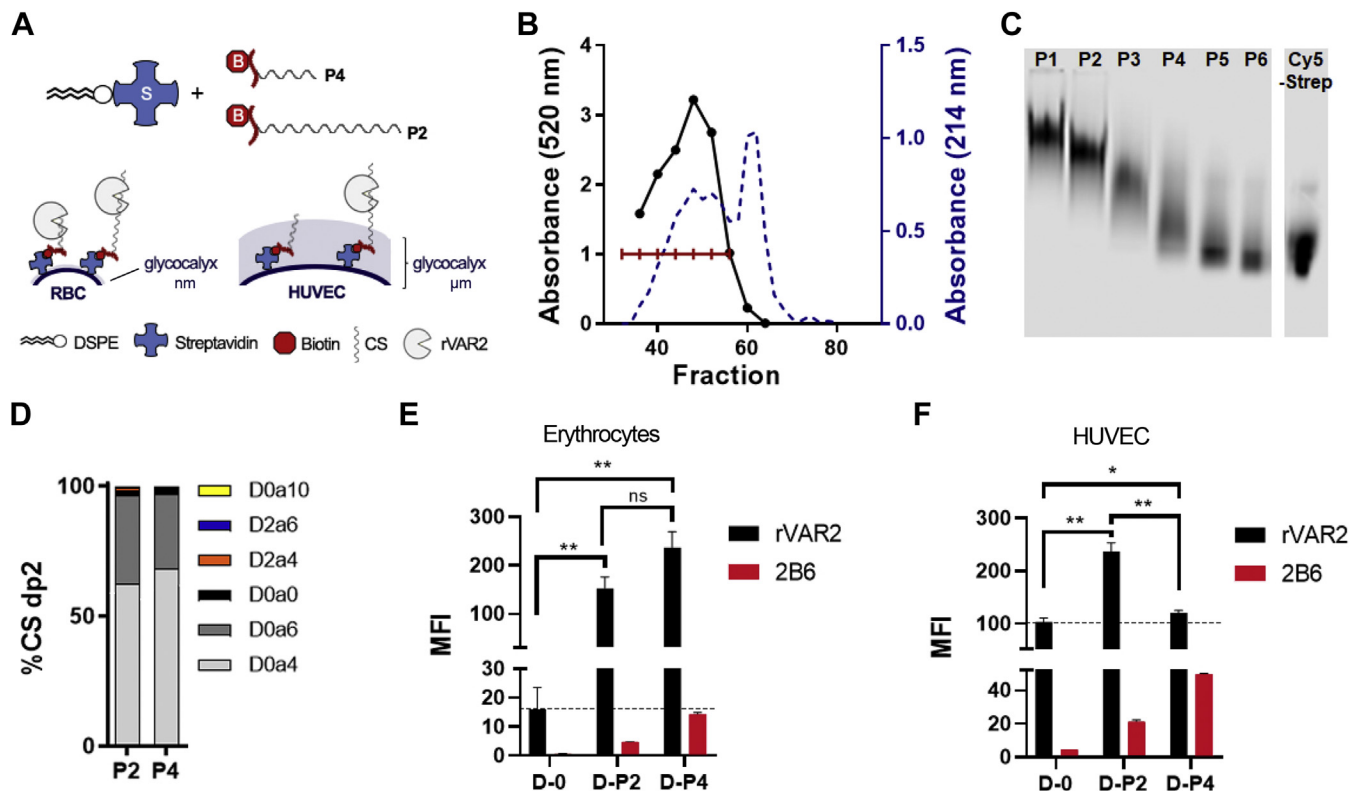 A
S
+
B
P4
B
P2
RBC
glycocalyx
nm
HUVEC
glycocalyx
μm
DSPE
Streptavidin
Biotin
CS
rVAR2
B
Absorbance (520 nm)
4
3
2
1
0
40
60
80
Fraction
1.5
1.0
0.5
0.0
Absorbance (214 nm)
C
P1 P2 P3 P4 P5 P6 Cy5
-Strep
D
%CS dp2
100
50
0
P2 P4
D0a10
D2a6
D2a4
D0a0
D0a6
D0a4
E
Erythrocytes
**
ns
**
MFI
300
200
100
30
20
10
0
D-0 D-P2 D-P4
rVAR2
2B6
F
HUVEC
*
** **
MFI
300
200
100
40
20
0
D-0 D-P2 D-P4
rVAR2
2B6